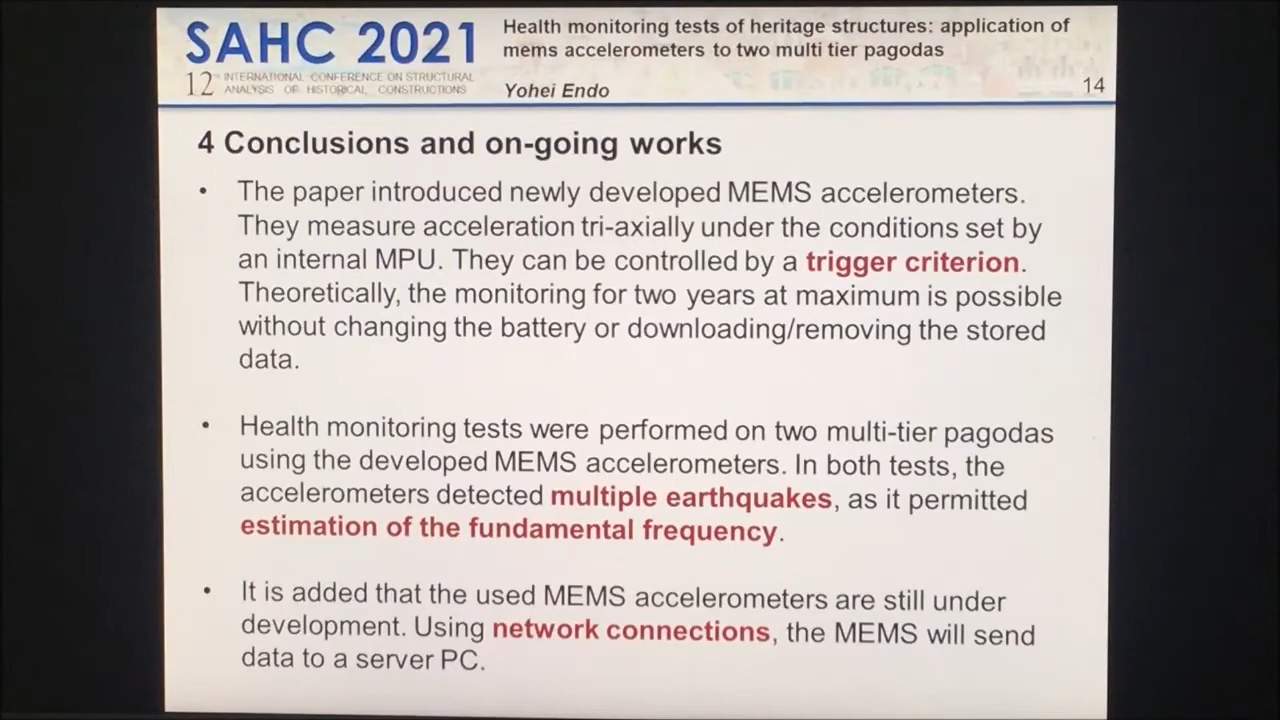 SAHC 2021
12th INTERNATIONAL CONFERENCE ON STRUCTURAL
ANALYSIS OF HISTORICAL CONSTRUCTIONS
Health monitoring tests of heritage structures: application of
mems accelerometers to two multi tier pagodas
Yohei Endo
14
4 Conclusions and on-going works
• The paper introduced newly developed MEMS accelerometers.
They measure acceleration tri-axially under the conditions set by
an internal MPU. They can be controlled by a trigger criterion.
Theoretically, the monitoring for two years at maximum is possible
without changing the battery or downloading/removing the stored
data.
• Health monitoring tests were performed on two multi-tier pagodas
using the developed MEMS accelerometers. In both tests, the
accelerometers detected multiple earthquakes, as it permitted
estimation of the fundamental frequency.
• It is added that the used MEMS accelerometers are still under
development. Using network connections, the MEMS will send
data to a server PC.